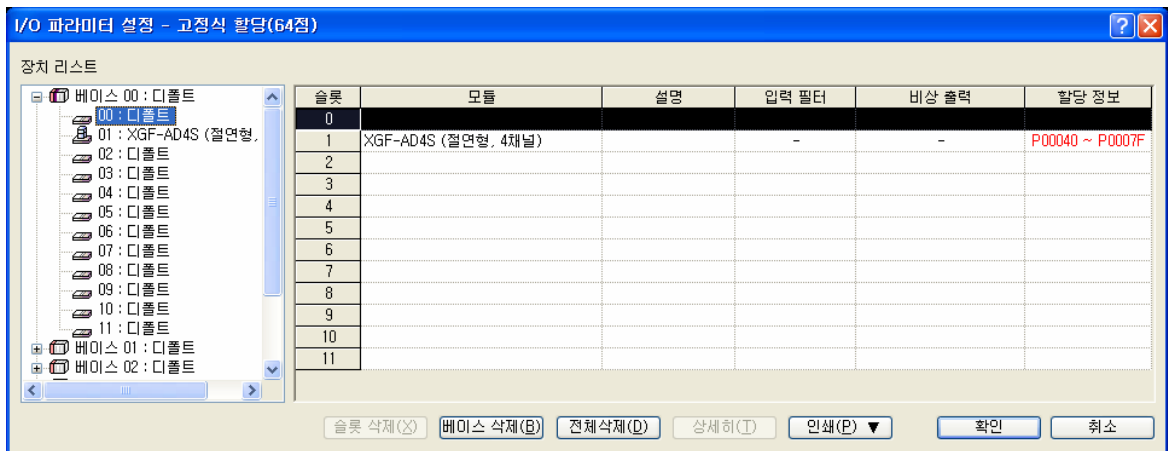 I/O 파라미터 설정 - 고정식 할당(64점)
장치 리스트
베이스 00 : 디폴트
00 : 디폴트
01 : XGF-AD4S (절연형,
02 : 디폴트
03 : 디폴트
04 : 디폴트
05 : 디폴트
06 : 디폴트
07 : 디폴트
08 : 디폴트
09 : 디폴트
10 : 디폴트
11 : 디폴트
베이스 01 : 디폴트
베이스 02 : 디폴트
슬롯 모듈 설명 입력 필터 비상 출력 할당 정보
0
1 XGF-AD4S (절연형, 4채널) - - P00040 ~ P0007F
2
3
4
5
6
7
8
9
10
11
슬롯 삭제(X) 베이스 삭제(B) 전체삭제(D) 상세히(T) 인쇄(P) ▼ 확인 취소